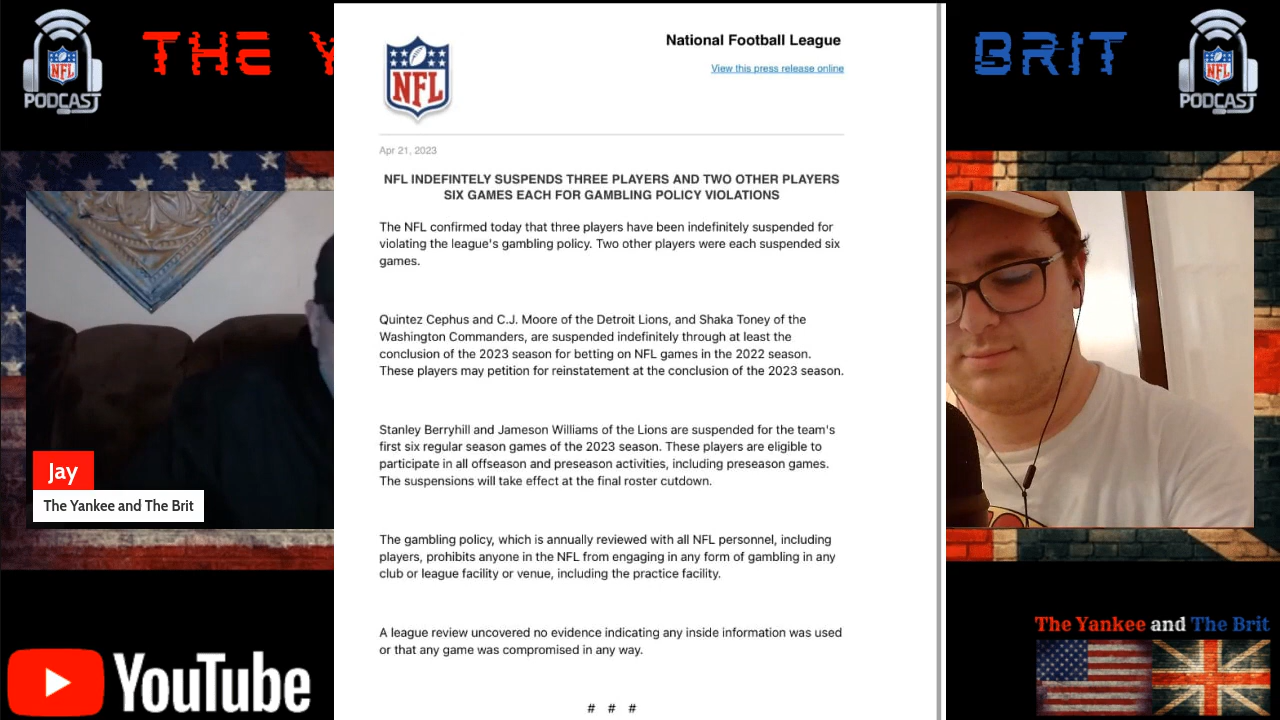 THE Y
BRIT
NFL
PODCAST
NFL
PODCAST
NFL
National Football League
View this press release online
Apr 21, 2023
NFL INDEFINTELY SUSPENDS THREE PLAYERS AND TWO OTHER PLAYERS
SIX GAMES EACH FOR GAMBLING POLICY VIOLATIONS
The NFL confirmed today that three players have been indefinitely suspended for
violating the league's gambling policy. Two other players were each suspended six
games.
Quintez Cephus and C.J. Moore of the Detroit Lions, and Shaka Toney of the
Washington Commanders, are suspended indefinitely through at least the
conclusion of the 2023 season for betting on NFL games in the 2022 season.
These players may petition for reinstatement at the conclusion of the 2023 season.
Stanley Berryhill and Jameson Williams of the Lions are suspended for the team's
first six regular season games of the 2023 season. These players are eligible to
participate in all offseason and preseason activities, including preseason games.
The suspensions will take effect at the final roster cutdown.
The gambling policy, which is annually reviewed with all NFL personnel, including
players, prohibits anyone in the NFL from engaging in any form of gambling in any
club or league facility or venue, including the practice facility.
A league review uncovered no evidence indicating any inside information was used
or that any game was compromised in any way.
# # #
Jay
The Yankee and The Brit
YouTube
The Yankee and The Brit